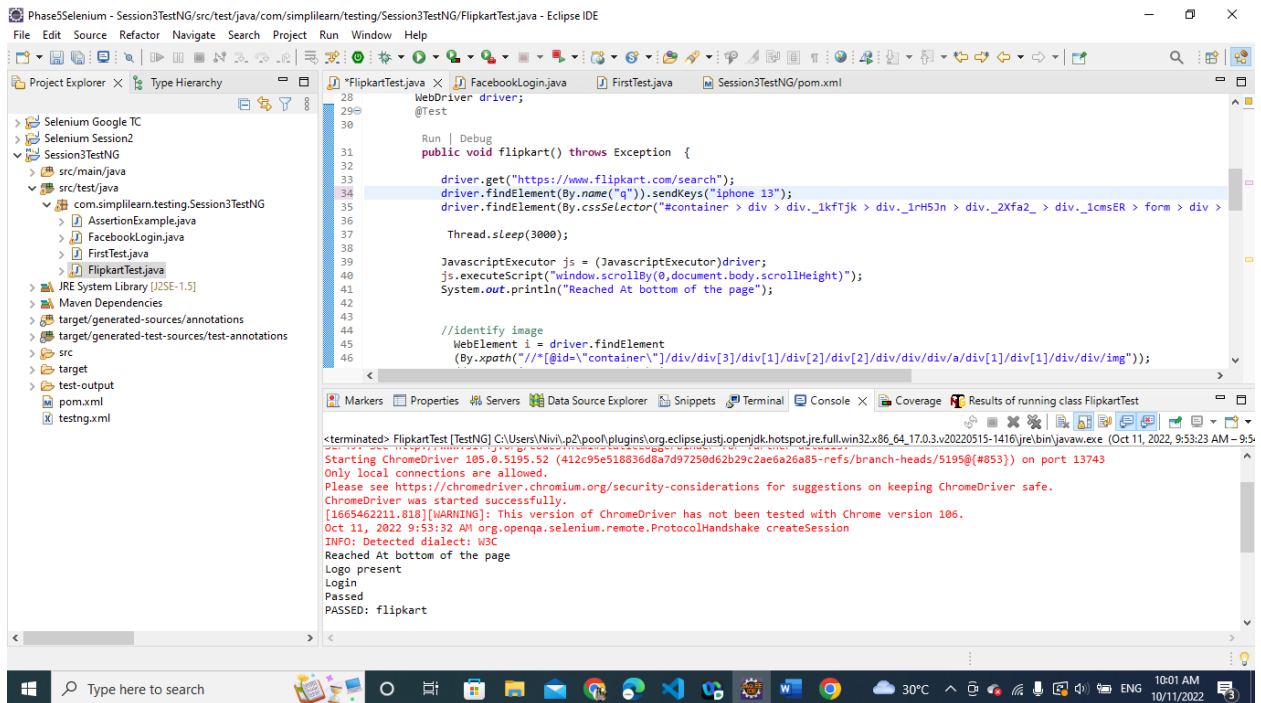 Phase5Selenium - Session3TestNG/src/test/java/com/simplilearn/testing/Session3TestNG/FlipkartTest.java - Eclipse IDE
File Edit Source Refactor Navigate Search Project Run Window Help
Project Explorer Type Hierarchy
Selenium Google TC
Selenium Session2
Session3TestNG
src/main/java
src/test/java
com.simplilearn.testing.Session3TestNG
AssertionExample.java
FacebookLogin.java
FirstTest.java
FlipkartTest.java
JRE System Library [J2SE-1.5]
Maven Dependencies
target/generated-sources/annotations
target/generated-test-sources/test-annotations
src
target
test-output
pom.xml
testng.xml
*FlipkartTest.java FacebookLogin.java FirstTest.java Session3TestNG/pom.xml
28 WebDriver driver;
29 @Test
30
Run | Debug
31 public void flipkart() throws Exception {
32
33 driver.get("https://www.flipkart.com/search");
34 driver.findElement(By.name("q")).sendKeys("iphone 13");
35 driver.findElement(By.cssSelector("#container > div > div._1kfTjk > div._1rH5Jn > div._2Xfa2_ > div._1cmsER > form > div >
36
37 Thread.sleep(3000);
38
39 JavascriptExecutor js = (JavascriptExecutor)driver;
40 js.executeScript("window.scrollBy(0,document.body.scrollHeight)");
41 System.out.println("Reached At bottom of the page");
42
43
44 //identify image
45 WebElement i = driver.findElement
46 (By.xpath("//*[@id=\"container\"]/div/div[3]/div[1]/div[2]/div[2]/div/div/div/a/div[1]/div[1]/div/div/img"));
Markers Properties Servers Data Source Explorer Snippets Terminal Console Coverage Results of running class FlipkartTest
<terminated> FlipkartTest [TestNG] C:\Users\Nivi\.p2\pool\plugins\org.eclipse.justj.openjdk.hotspot.jre.full.win32.x86_64_17.0.3.v20220515-1416\jre\bin\javaw.exe (Oct 11, 2022, 9:53:23 AM – 9:54
Starting ChromeDriver 105.0.5195.52 (412c95e518836d8a7d97250d62b29c2ae6a26a85-refs/branch-heads/5195@{#853}) on port 13743
Only local connections are allowed.
Please see https://chromedriver.chromium.org/security-considerations for suggestions on keeping ChromeDriver safe.
ChromeDriver was started successfully.
[1665462211.818][WARNING]: This version of ChromeDriver has not been tested with Chrome version 106.
Oct 11, 2022 9:53:32 AM org.openqa.selenium.remote.ProtocolHandshake createSession
INFO: Detected dialect: W3C
Reached At bottom of the page
Logo present
Login
Passed
PASSED: flipkart
Type here to search
30°C
ENG
10:01 AM
10/11/2022
3